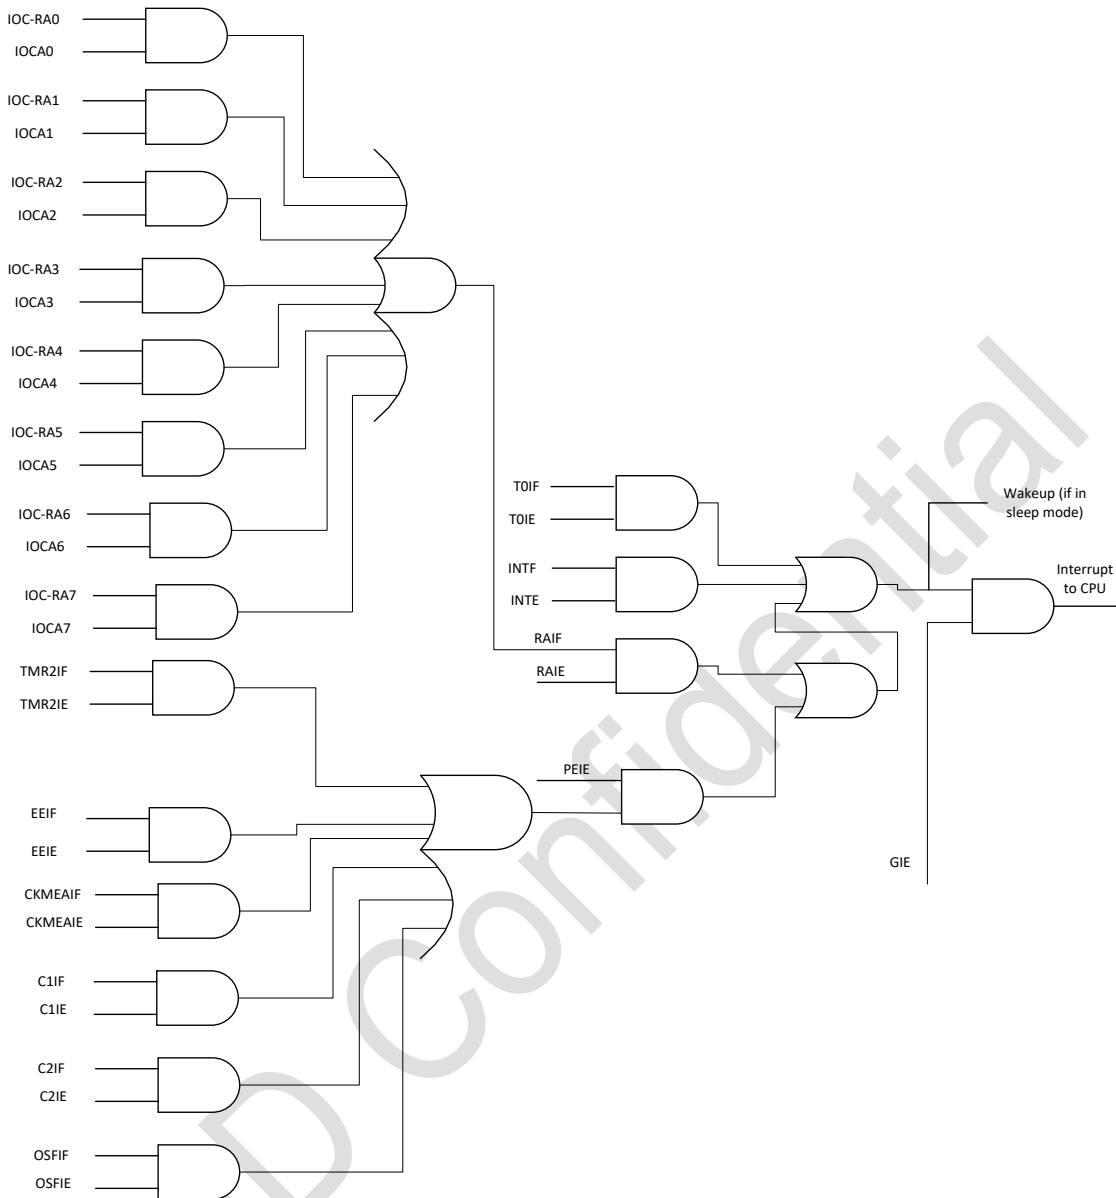 IOC-RA0
IOCA0
IOC-RA1
IOCA1
IOC-RA2
IOCA2
IOC-RA3
IOCA3
IOC-RA4
IOCA4
IOC-RA5
IOCA5
IOC-RA6
IOCA6
IOC-RA7
IOCA7
TMR2IF
TMR2IE
EEIF
EEIE
CKMEAIF
CKMEAIE
C1IF
C1IE
C2IF
C2IE
OSFIF
OSFIE
T0IF
T0IE
INTF
INTE
RAIF
RAIE
PEIE
Wakeup (if in
sleep mode)
Interrupt
to CPU
GIE
D Confidential